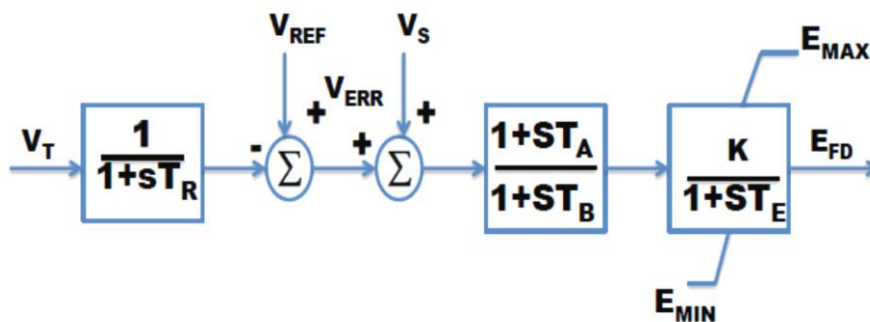 V_REF
V_S
E_MAX
V_ERR
+
+
V_T
1
1+sT_R
-
Σ
+
Σ
1+ST_A
1+ST_B
K
1+ST_E
E_FD
E_MIN